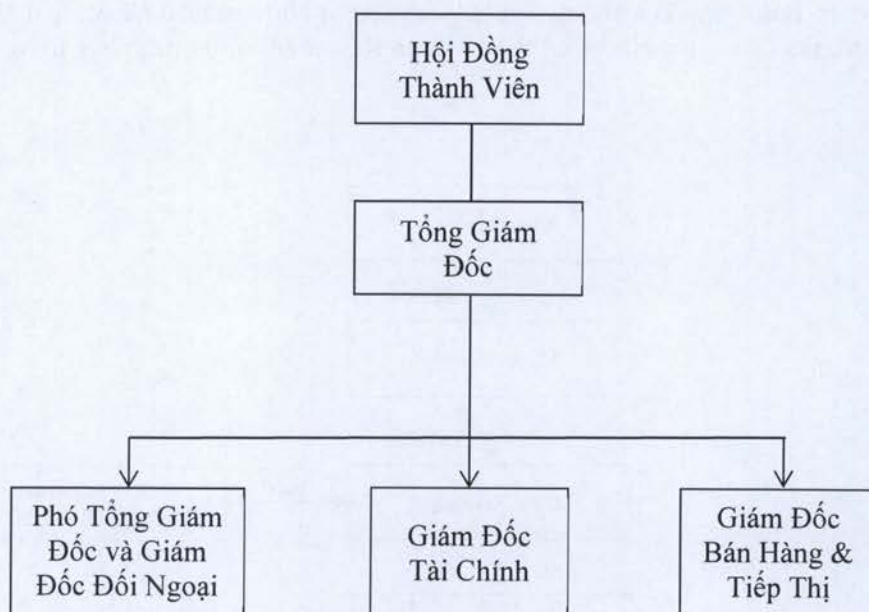 Hội Đồng
Thành Viên
Tổng Giám
Đốc
Phó Tổng Giám
Đốc và Giám
Đốc Đối Ngoại
Giám Đốc
Tài Chính
Giám Đốc
Bán Hàng &
Tiếp Thị